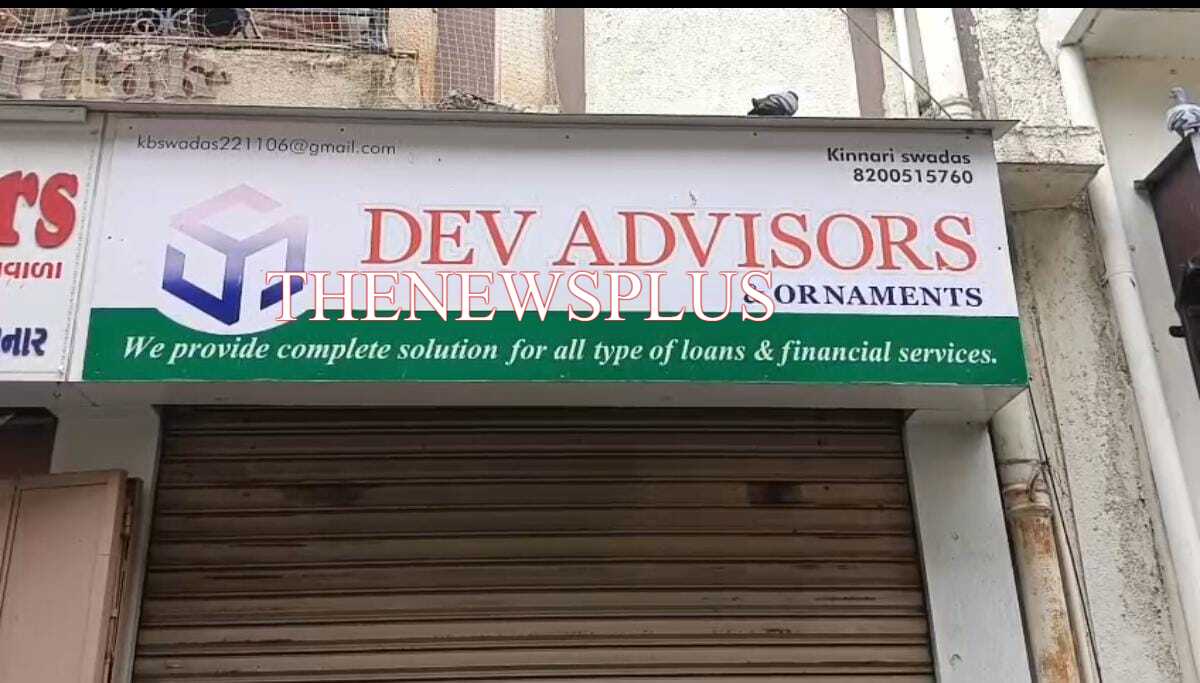 kbswadas221106@gmail.com
Kinnari swadas
8200515760
DEV ADVISORS
& ORNAMENTS
THENEWSPLUS
We provide complete solution for all type of loans & financial services.
rs
વાળા
નાર